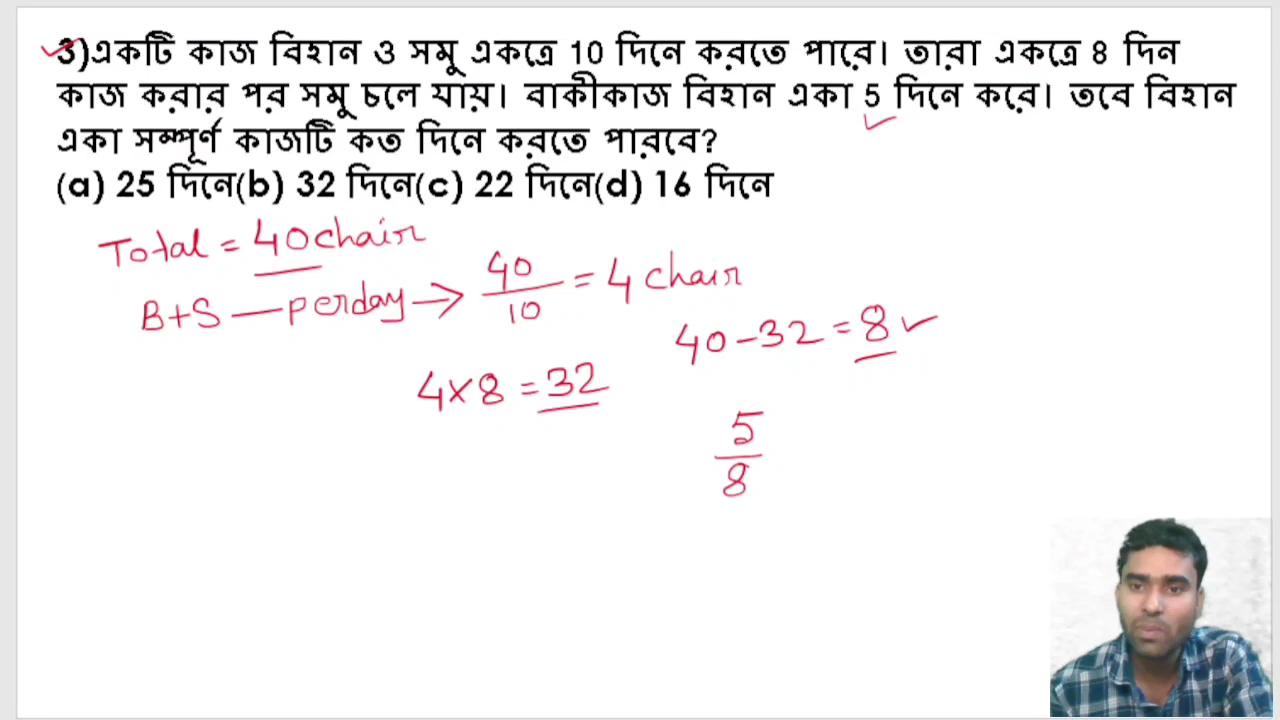 3)একটি কাজ বিহান ও সমু একত্রে 10 দিনে করতে পারে। তারা একত্রে 8 দিন
কাজ করার পর সমু চলে যায়। বাকীকাজ বিহান একা 5 দিনে করে। তবে বিহান
একা সম্পূর্ণ কাজটি কত দিনে করতে পারবে?
(a) 25 দিনে(b) 32 দিনে(c) 22 দিনে(d) 16 দিনে
Total = 40 chair
B+S — perday → 40/10 = 4 chair
40-32 = 8 ✓
4×8 = 32
5/8